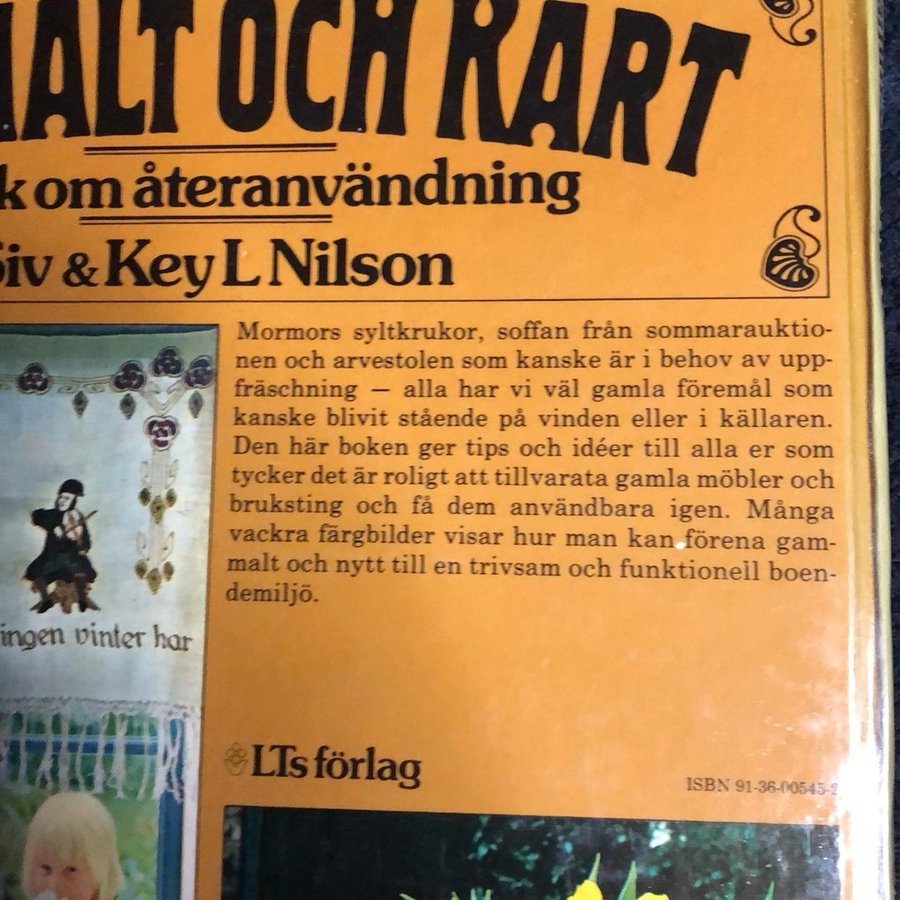 MALT OCH RART
k om återanvändning
Siv & Key L Nilson
Mormors syltkrukor, soffan från sommarauktio-
nen och arvestolen som kanske är i behov av upp-
fräschning — alla har vi väl gamla föremål som
kanske blivit stående på vinden eller i källaren.
Den här boken ger tips och idéer till alla er som
tycker det är roligt att tillvarata gamla möbler och
bruksting och få dem användbara igen. Många
vackra färgbilder visar hur man kan förena gam-
malt och nytt till en trivsam och funktionell boen-
demiljö.
ingen vinter har
LTs förlag
ISBN 91-36-00545-2